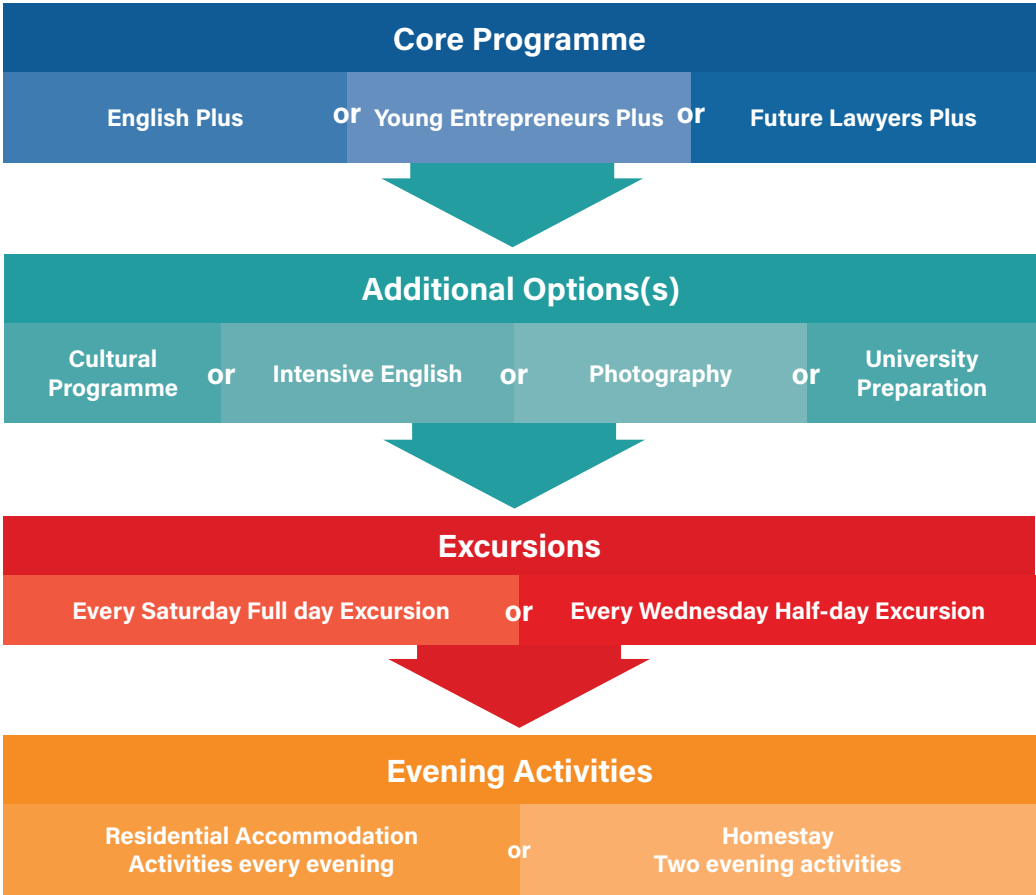 Core Programme
English Plus or Young Entrepreneurs Plus or Future Lawyers Plus
Additional Options(s)
Cultural
Programme or Intensive English or Photography or University
Preparation
Excursions
Every Saturday Full day Excursion or Every Wednesday Half-day Excursion
Evening Activities
Residential Accommodation
Activities every evening
or
Homestay
Two evening activities